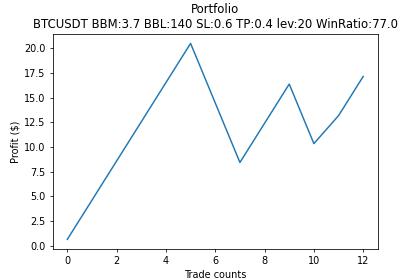 Portfolio
BTCUSDT BBM:3.7 BBL:140 SL:0.6 TP:0.4 lev:20 WinRatio:77.0
20.0
17.5
15.0
12.5
10.0
7.5
5.0
2.5
0.0
Profit ($)
0 2 4 6 8 10 12
Trade counts